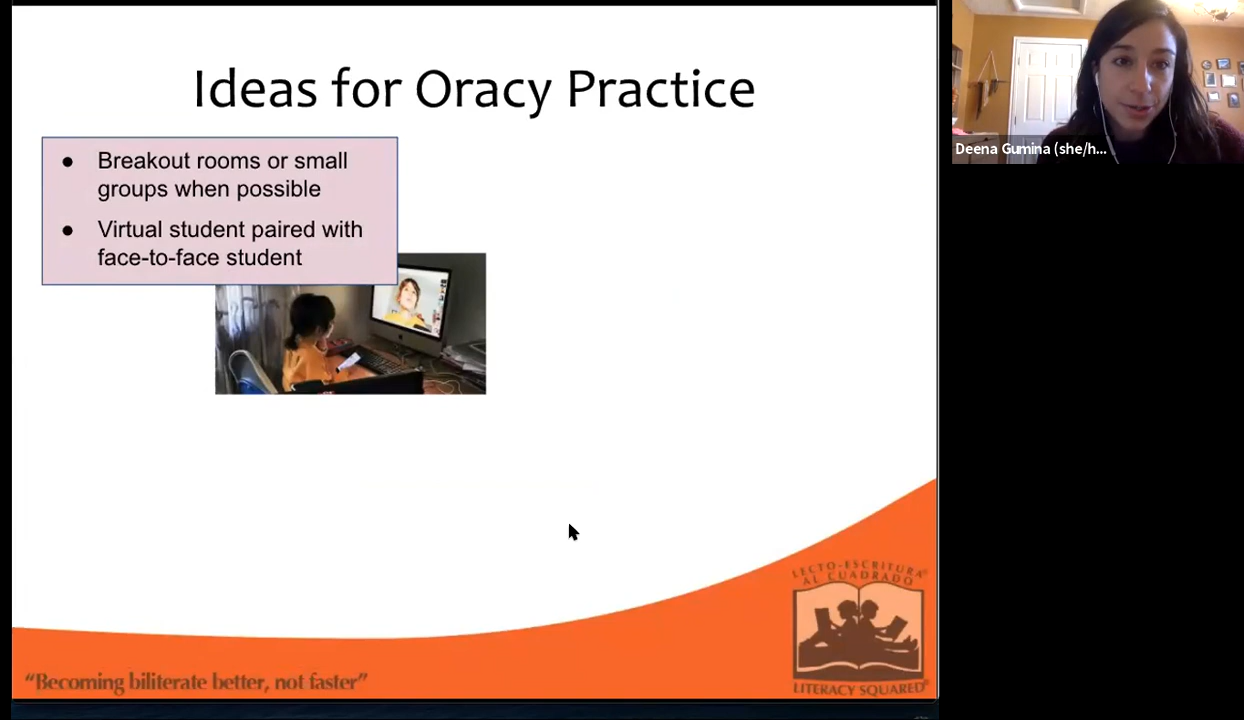 Ideas for Oracy Practice
● Breakout rooms or small
groups when possible
● Virtual student paired with
face-to-face student
Deena Gumina (she/h...
LECTO-ESCRITURA®
AL CUADRADO
LITERACY SQUARED®
“Becoming biliterate better, not faster”